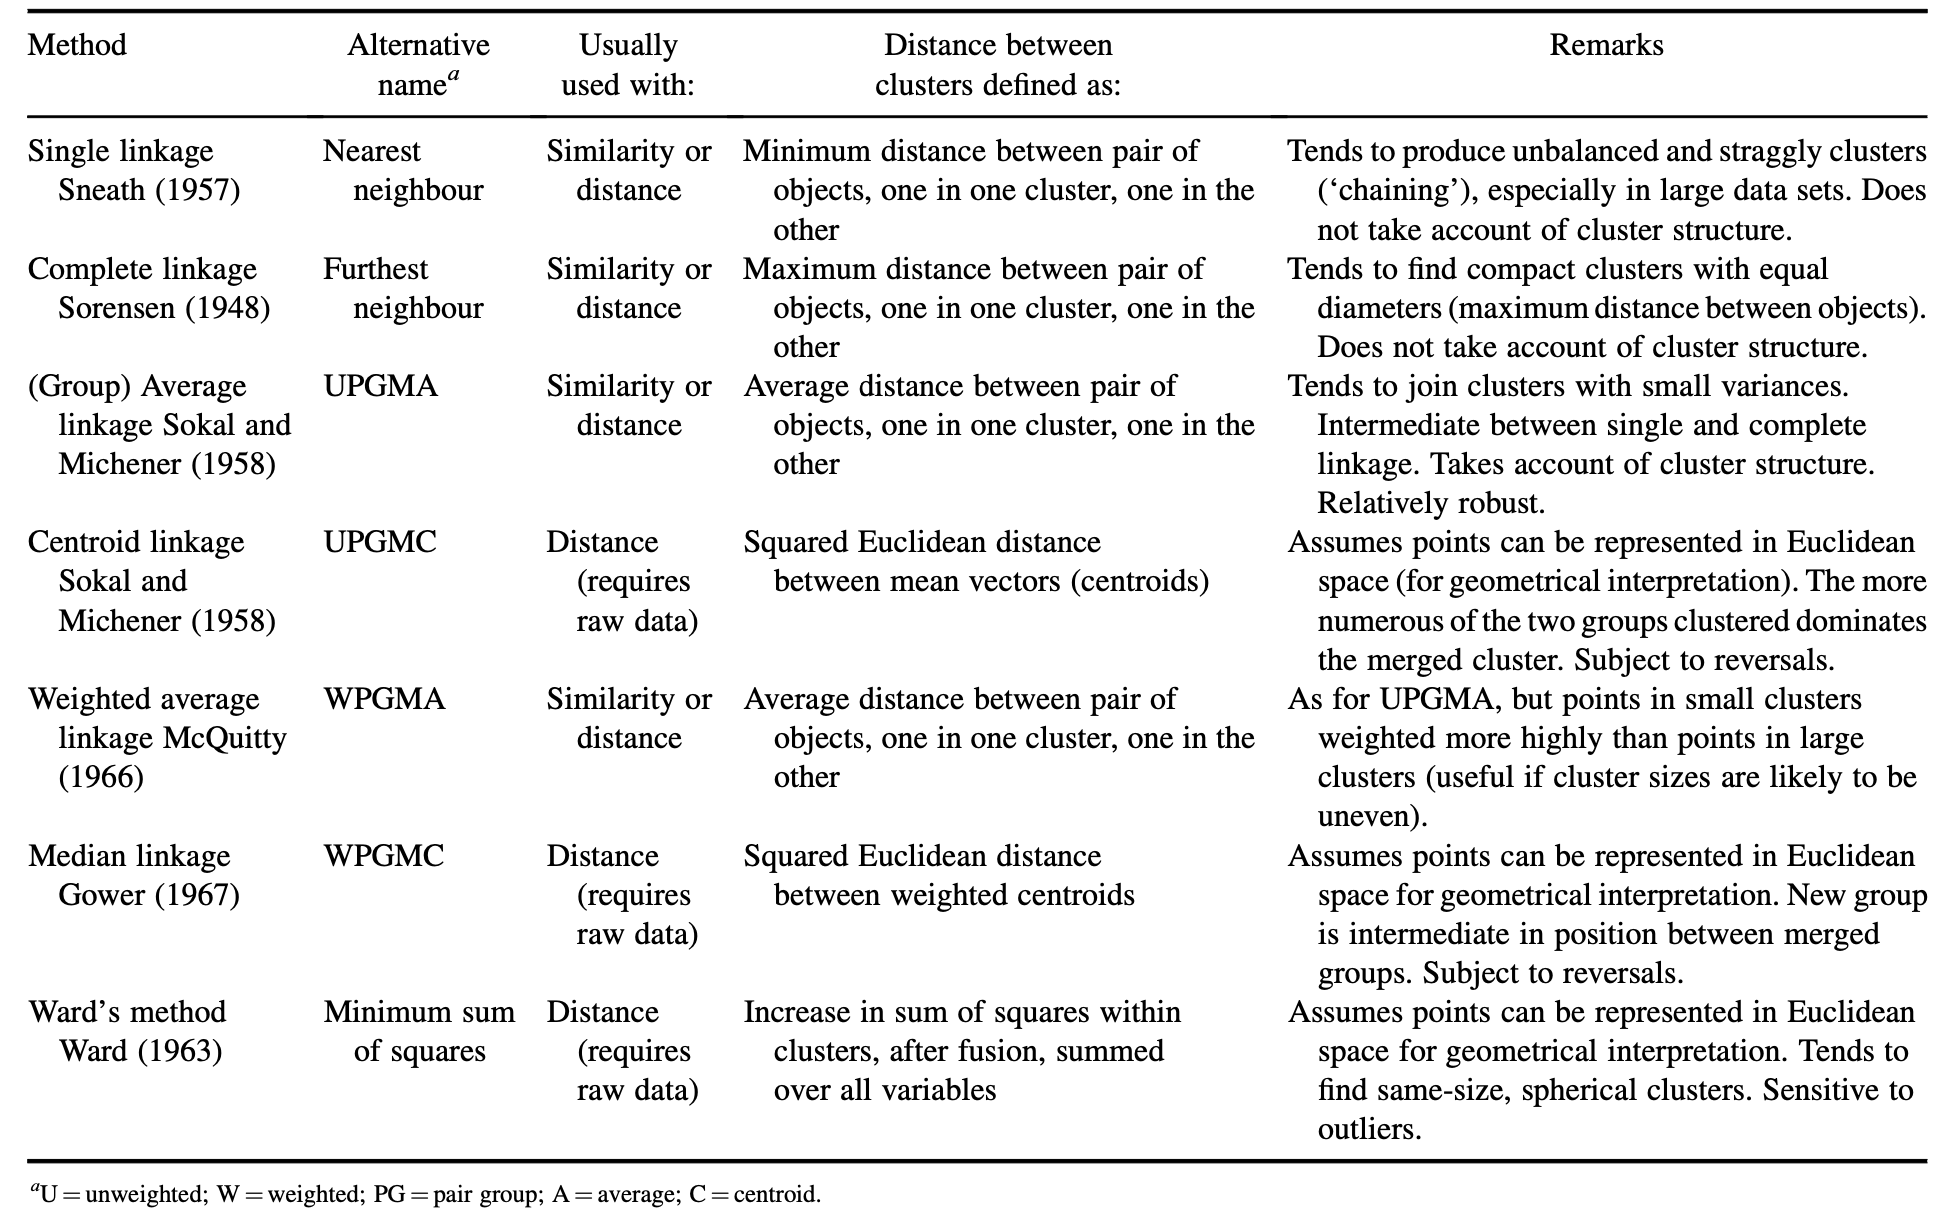 Method Alternative Usually Distance between Remarks
name^a used with: clusters defined as:
Single linkage Nearest Similarity or Minimum distance between pair of Tends to produce unbalanced and straggly clusters
Sneath (1957) neighbour distance objects, one in one cluster, one in the (‘chaining’), especially in large data sets. Does
other not take account of cluster structure.
Complete linkage Furthest Similarity or Maximum distance between pair of Tends to find compact clusters with equal
Sorensen (1948) neighbour distance objects, one in one cluster, one in the diameters (maximum distance between objects).
other Does not take account of cluster structure.
(Group) Average UPGMA Similarity or Average distance between pair of Tends to join clusters with small variances.
linkage Sokal and distance objects, one in one cluster, one in the Intermediate between single and complete
Michener (1958) other linkage. Takes account of cluster structure.
Relatively robust.
Centroid linkage UPGMC Distance Squared Euclidean distance Assumes points can be represented in Euclidean
Sokal and (requires between mean vectors (centroids) space (for geometrical interpretation). The more
Michener (1958) raw data) numerous of the two groups clustered dominates
the merged cluster. Subject to reversals.
Weighted average WPGMA Similarity or Average distance between pair of As for UPGMA, but points in small clusters
linkage McQuitty distance objects, one in one cluster, one in the weighted more highly than points in large
(1966) other clusters (useful if cluster sizes are likely to be
uneven).
Median linkage WPGMC Distance Squared Euclidean distance Assumes points can be represented in Euclidean
Gower (1967) (requires between weighted centroids space for geometrical interpretation. New group
raw data) is intermediate in position between merged
groups. Subject to reversals.
Ward’s method Minimum sum Distance Increase in sum of squares within Assumes points can be represented in Euclidean
Ward (1963) of squares (requires clusters, after fusion, summed space for geometrical interpretation. Tends to
raw data) over all variables find same-size, spherical clusters. Sensitive to
outliers.
^aU = unweighted; W = weighted; PG = pair group; A = average; C = centroid.